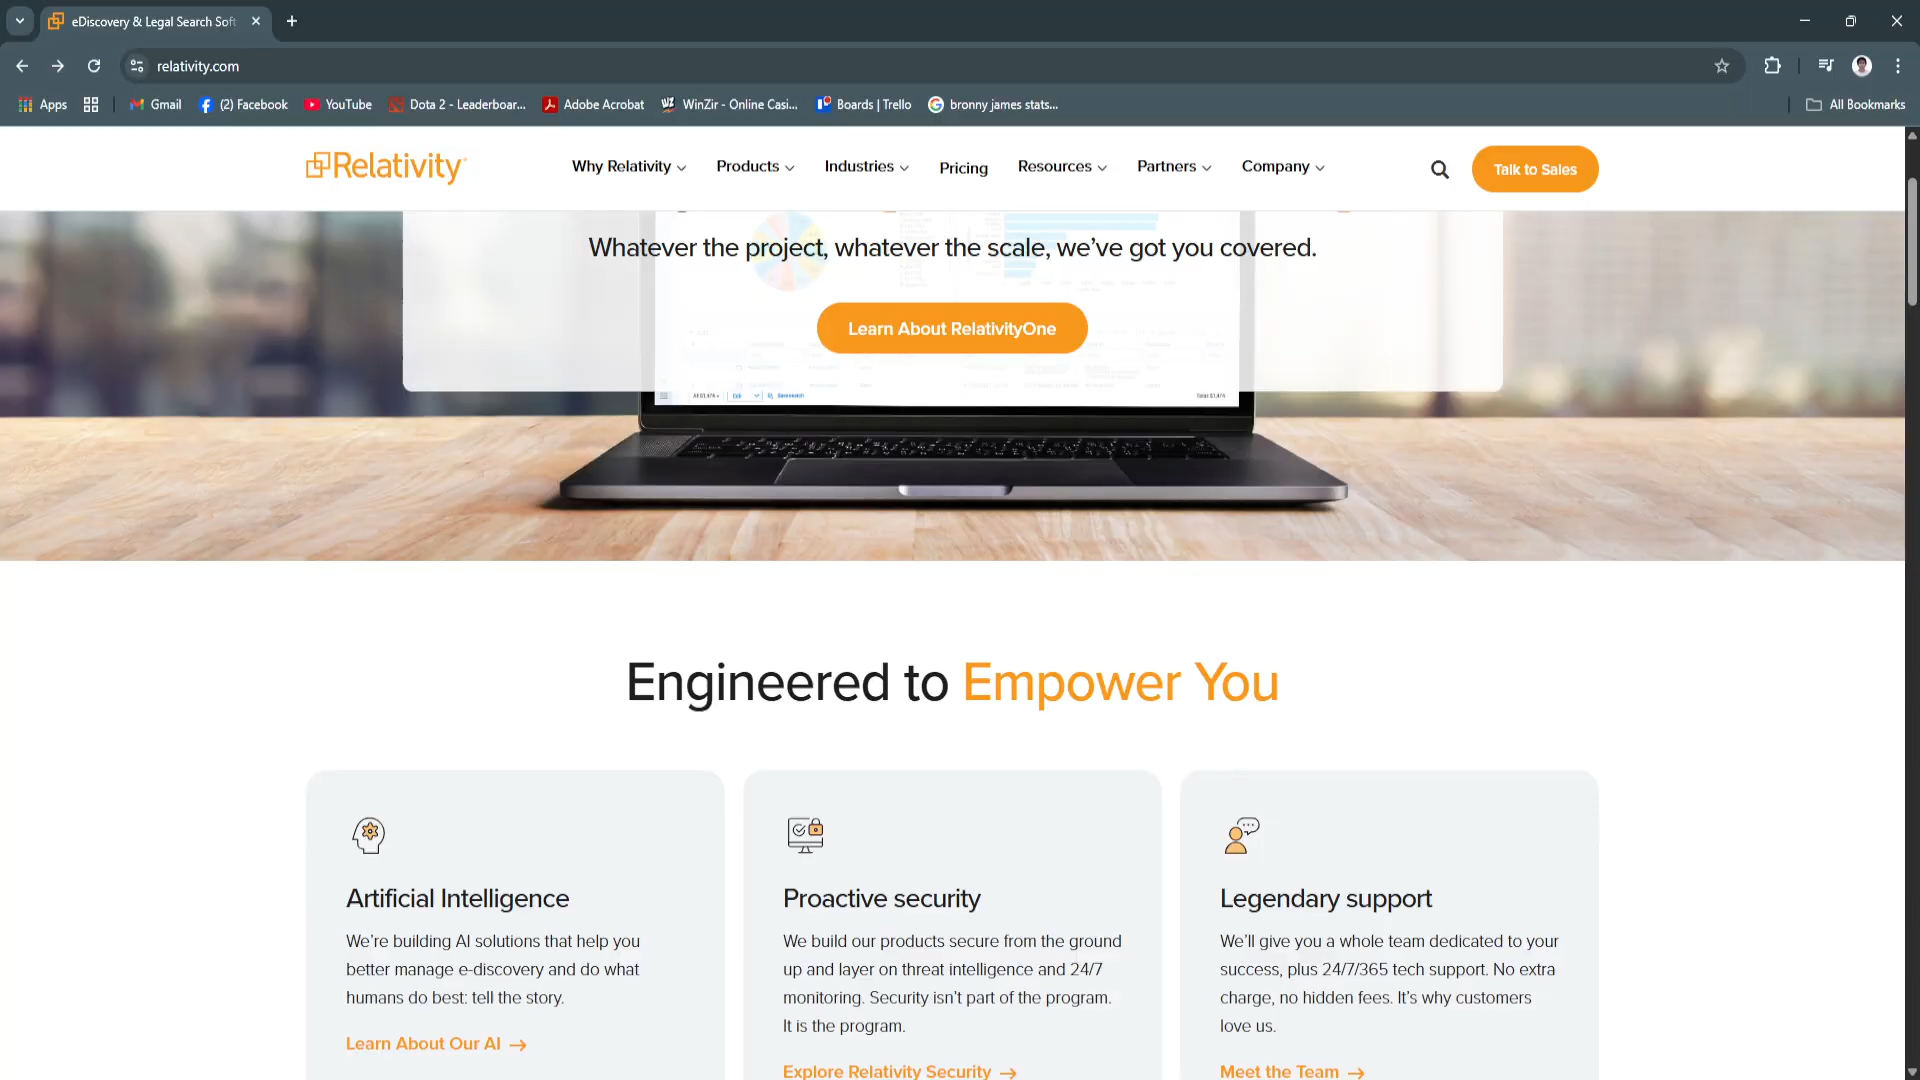 eDiscovery & Legal Search Soft
relativity.com
Apps
Gmail
(2) Facebook
YouTube
Dota 2 - Leaderboar...
Adobe Acrobat
WinZir - Online Casi...
Boards | Trello
bronny james stats...
All Bookmarks
Relativity
Why Relativity
Products
Industries
Pricing
Resources
Partners
Company
Talk to Sales
Whatever the project, whatever the scale, we've got you covered.
Learn About RelativityOne
Engineered to Empower You
Artificial Intelligence
We're building AI solutions that help you
better manage e-discovery and do what
humans do best: tell the story.
Learn About Our AI →
Proactive security
We build our products secure from the ground
up and layer on threat intelligence and 24/7
monitoring. Security isn't part of the program.
It is the program.
Explore Relativity Security →
Legendary support
We'll give you a whole team dedicated to your
success, plus 24/7/365 tech support. No extra
charge, no hidden fees. It's why customers
love us.
Meet the Team →